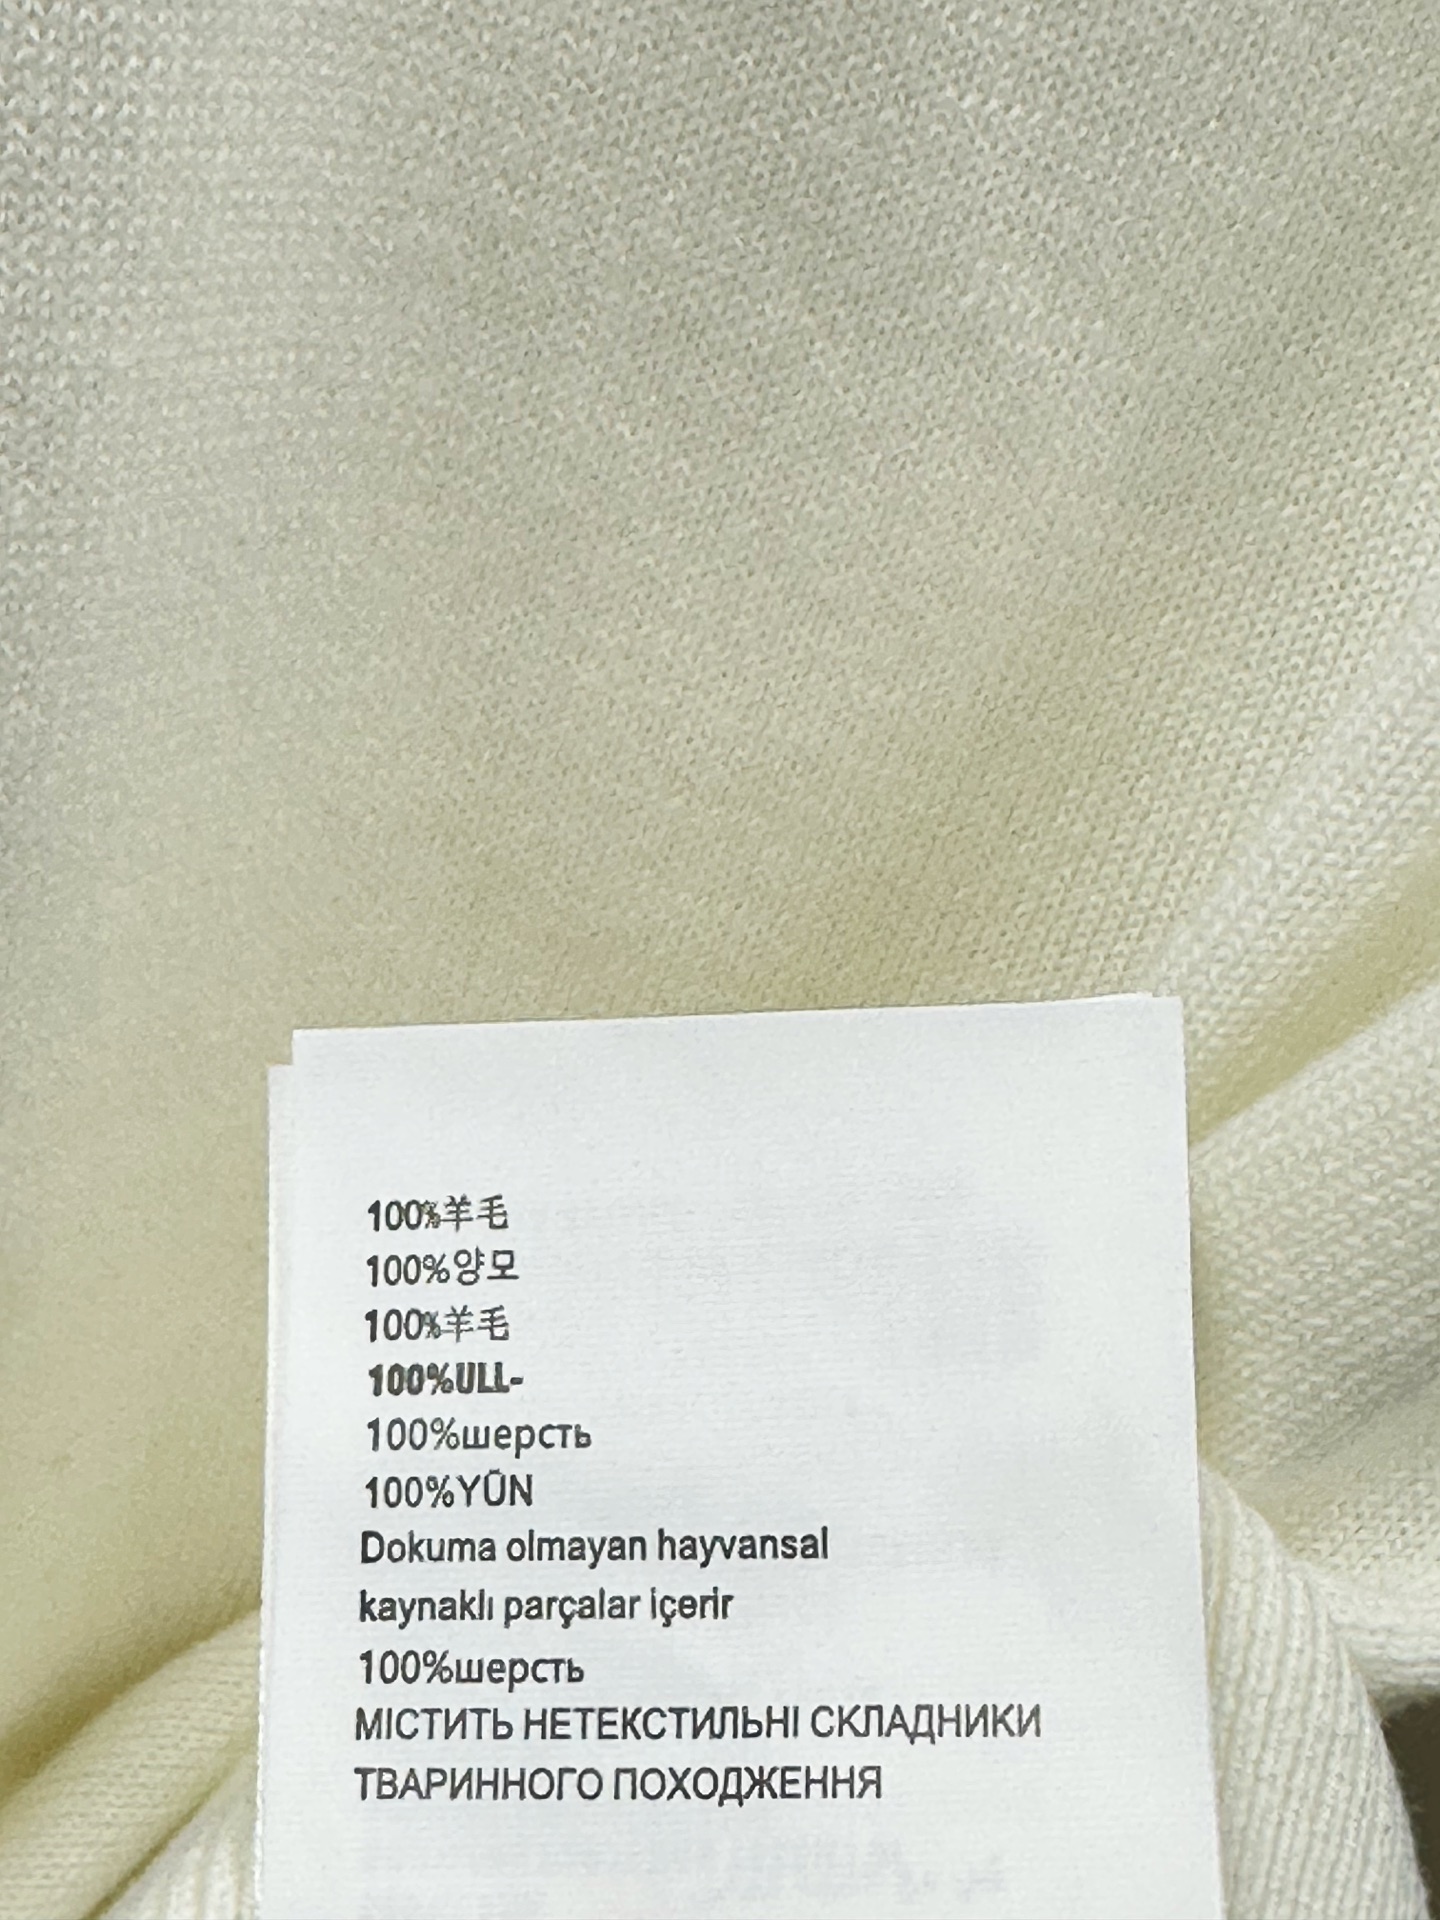 100%羊毛
100%양모
100%羊毛
100%ULL-
100%шерсть
100%YÜN
Dokuma olmayan hayvansal
kaynaklı parçalar içerir
100%шерсть
МІСТИТЬ НЕТЕКСТИЛЬНІ СКЛАДНИКИ
ТВАРИННОГО ПОХОДЖЕННЯ